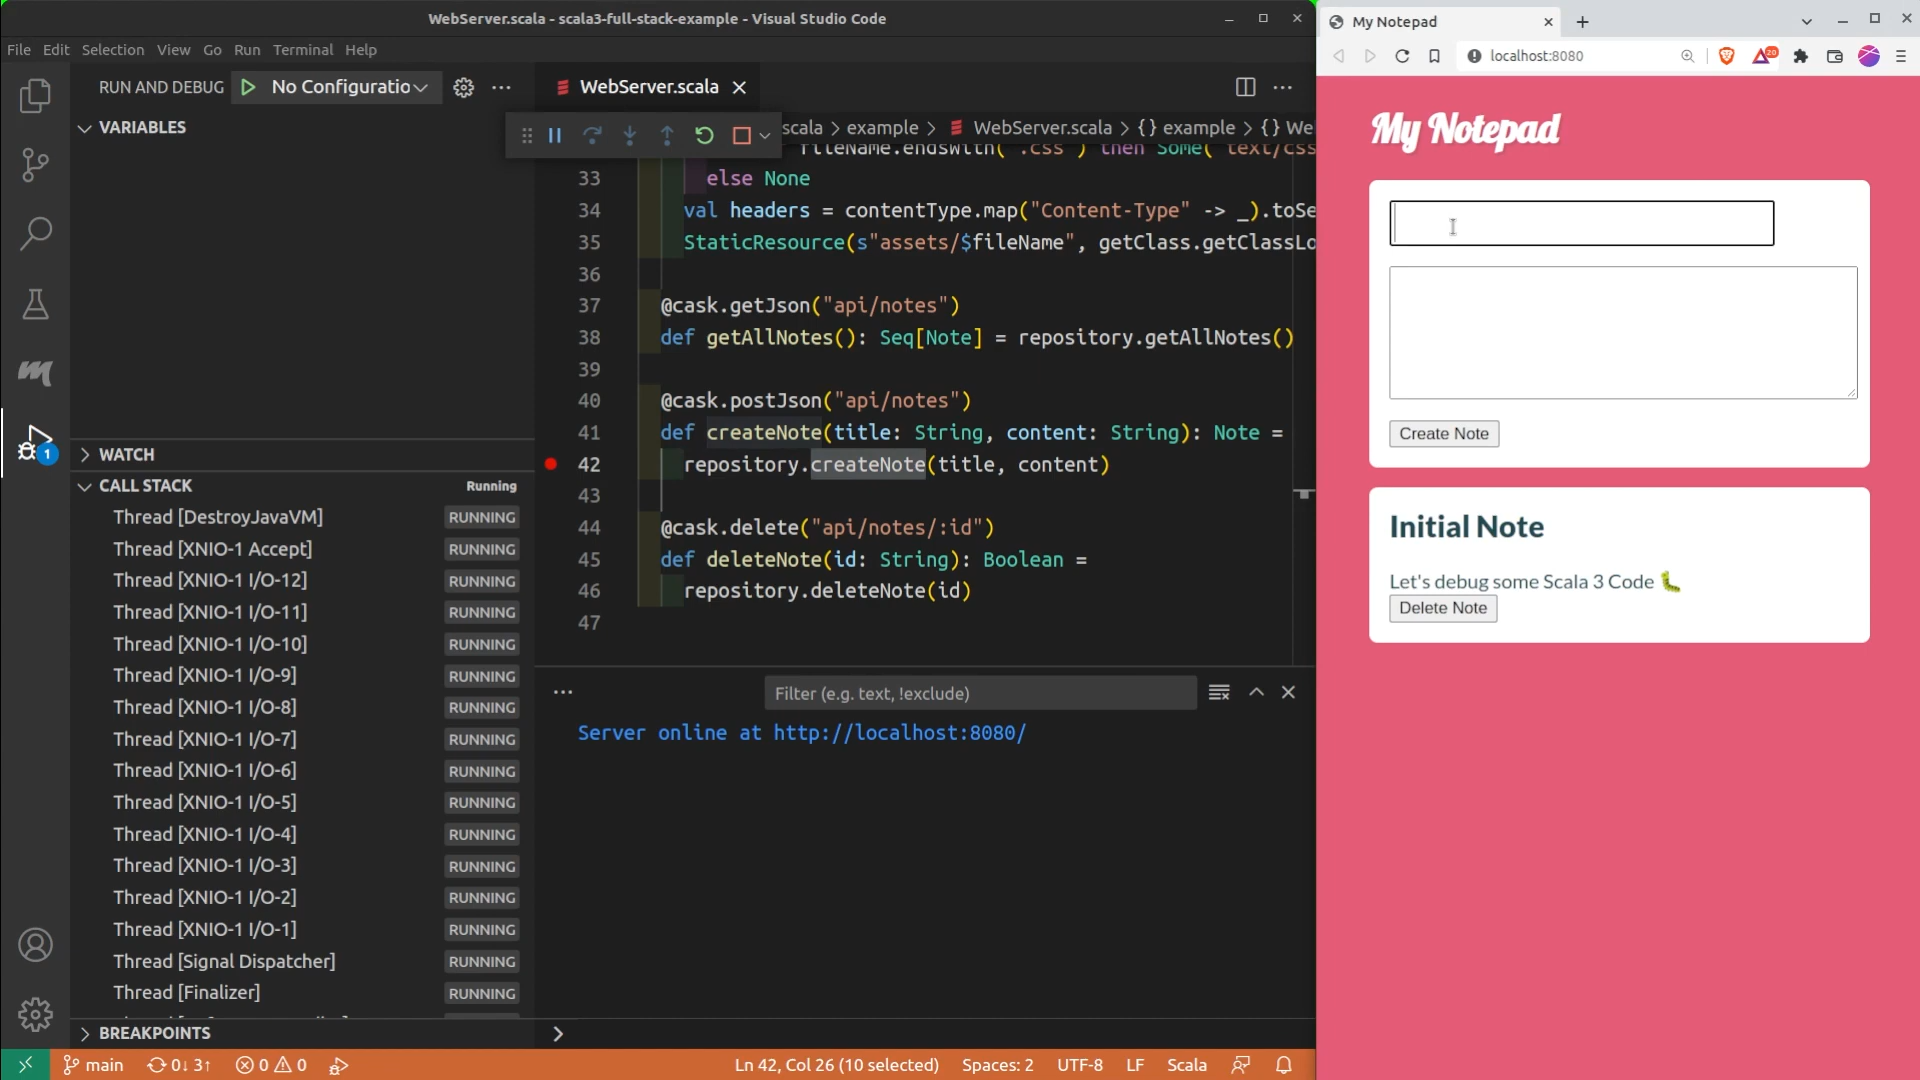 WebServer.scala - scala3-full-stack-example - Visual Studio Code
File Edit Selection View Go Run Terminal Help
RUN AND DEBUG No Configuratio
VARIABLES
WATCH
CALL STACK Running
Thread [DestroyJavaVM] RUNNING
Thread [XNIO-1 Accept] RUNNING
Thread [XNIO-1 I/O-12] RUNNING
Thread [XNIO-1 I/O-11] RUNNING
Thread [XNIO-1 I/O-10] RUNNING
Thread [XNIO-1 I/O-9] RUNNING
Thread [XNIO-1 I/O-8] RUNNING
Thread [XNIO-1 I/O-7] RUNNING
Thread [XNIO-1 I/O-6] RUNNING
Thread [XNIO-1 I/O-5] RUNNING
Thread [XNIO-1 I/O-4] RUNNING
Thread [XNIO-1 I/O-3] RUNNING
Thread [XNIO-1 I/O-2] RUNNING
Thread [XNIO-1 I/O-1] RUNNING
Thread [Signal Dispatcher] RUNNING
Thread [Finalizer] RUNNING
BREAKPOINTS
1
WebServer.scala
scala > example > WebServer.scala > {} example > {} We
fileName.endsWith(".css") then Some("text/css
33 else None
34 val headers = contentType.map("Content-Type" -> _).toSe
35 StaticResource(s"assets/$fileName", getClass.getClassLo
36
37 @cask.getJson("api/notes")
38 def getAllNotes(): Seq[Note] = repository.getAllNotes()
39
40 @cask.postJson("api/notes")
41 def createNote(title: String, content: String): Note =
42 repository.createNote(title, content)
43
44 @cask.delete("api/notes/:id")
45 def deleteNote(id: String): Boolean =
46 repository.deleteNote(id)
47
Filter (e.g. text, !exclude)
Server online at http://localhost:8080/
main 0↓ 3↑ 0 0 Ln 42, Col 26 (10 selected) Spaces: 2 UTF-8 LF Scala
My Notepad
localhost:8080 20
My Notepad
Create Note
Initial Note
Let's debug some Scala 3 Code 🐛
Delete Note